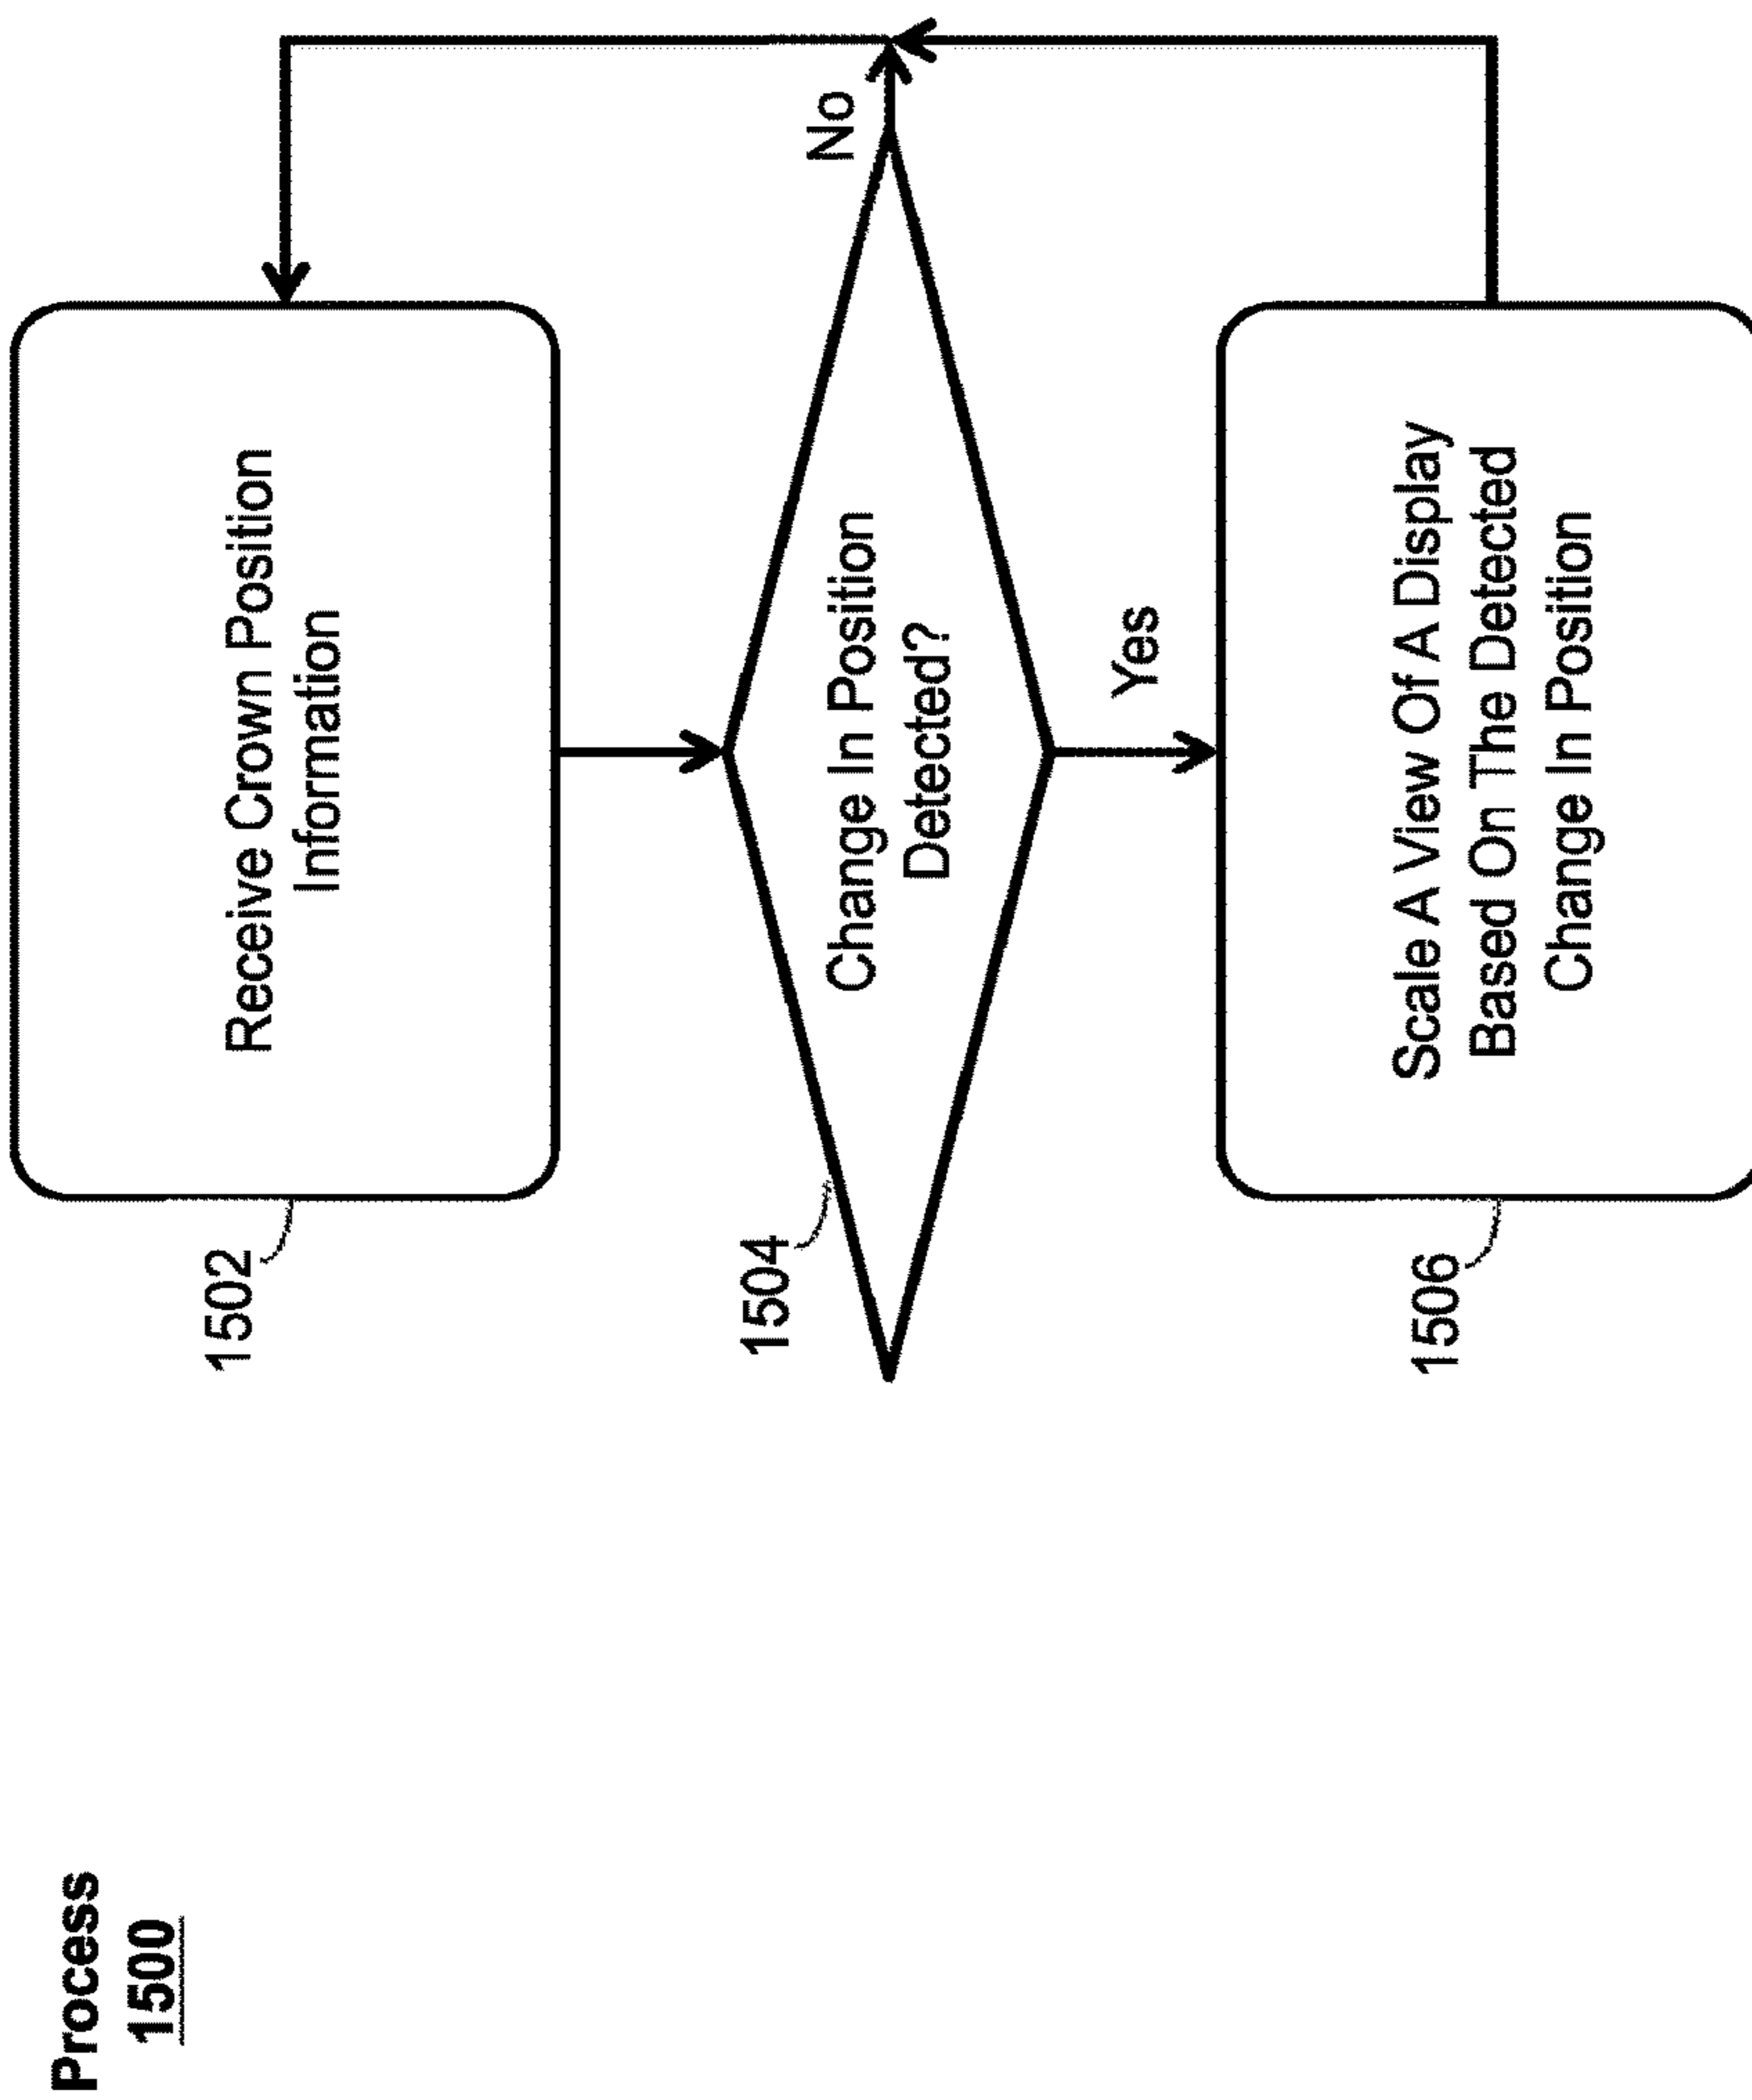 Process
1500
1502
Receive Crown Position
Information
1504
Change In Position
Detected?
No
Yes
1506
Scale A View Of A Display
Based On The Detected
Change In Position